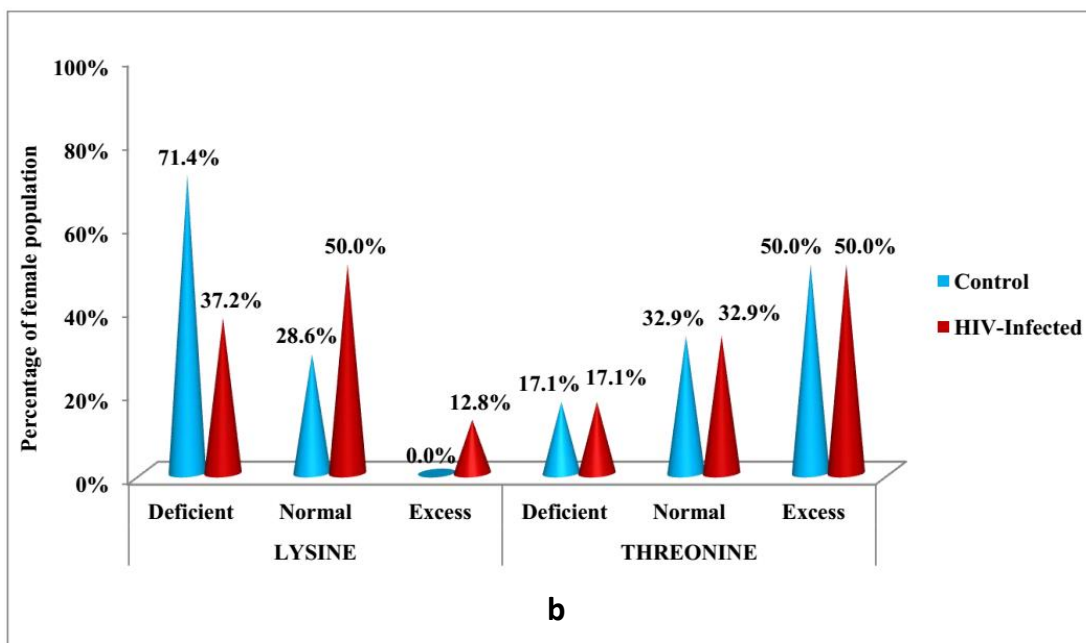 Percentage of female population
100%
80%
60%
40%
20%
0%
71.4%
37.2%
28.6%
50.0%
0.0%
12.8%
17.1%
17.1%
32.9%
32.9%
50.0%
50.0%
Deficient
Normal
Excess
Deficient
Normal
Excess
LYSINE
THREONINE
Control
HIV-Infected
b